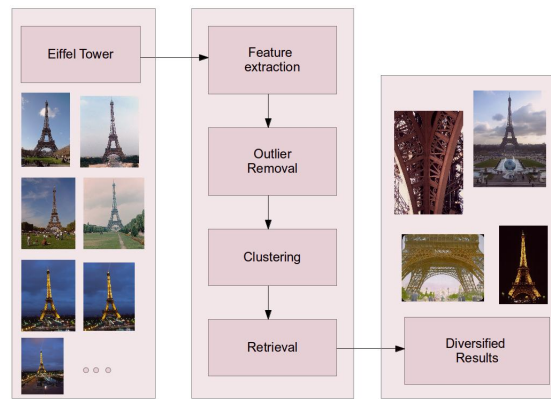 Eiffel Tower
Feature
extraction
Outlier
Removal
Clustering
Retrieval
Diversified
Results